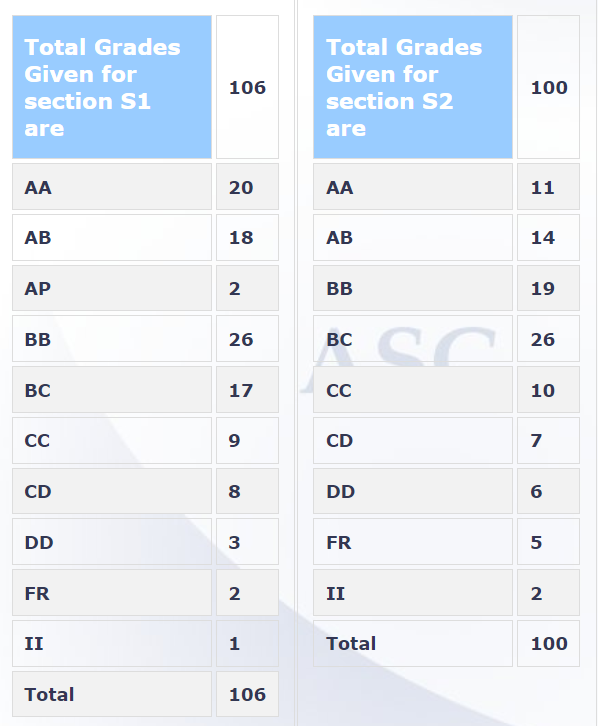 Total Grades
Given for
section S1
are
106
AA 20
AB 18
AP 2
BB 26
BC 17
CC 9
CD 8
DD 3
FR 2
II 1
Total 106
Total Grades
Given for
section S2
are
100
AA 11
AB 14
BB 19
BC 26
CC 10
CD 7
DD 6
FR 5
II 2
Total 100
ASC